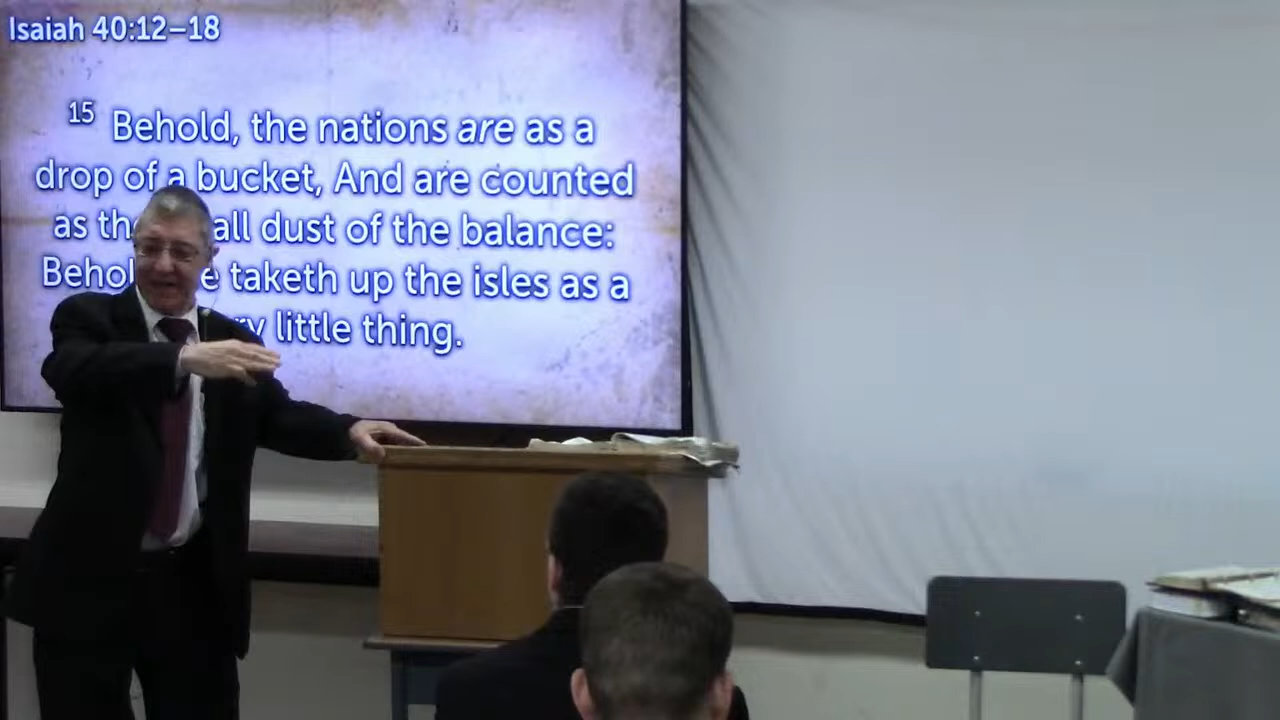 Isaiah 40:12–18
15 Behold, the nations are as a
drop of a bucket, And are counted
as dust of the balance:
taketh up the isles as a
little thing.